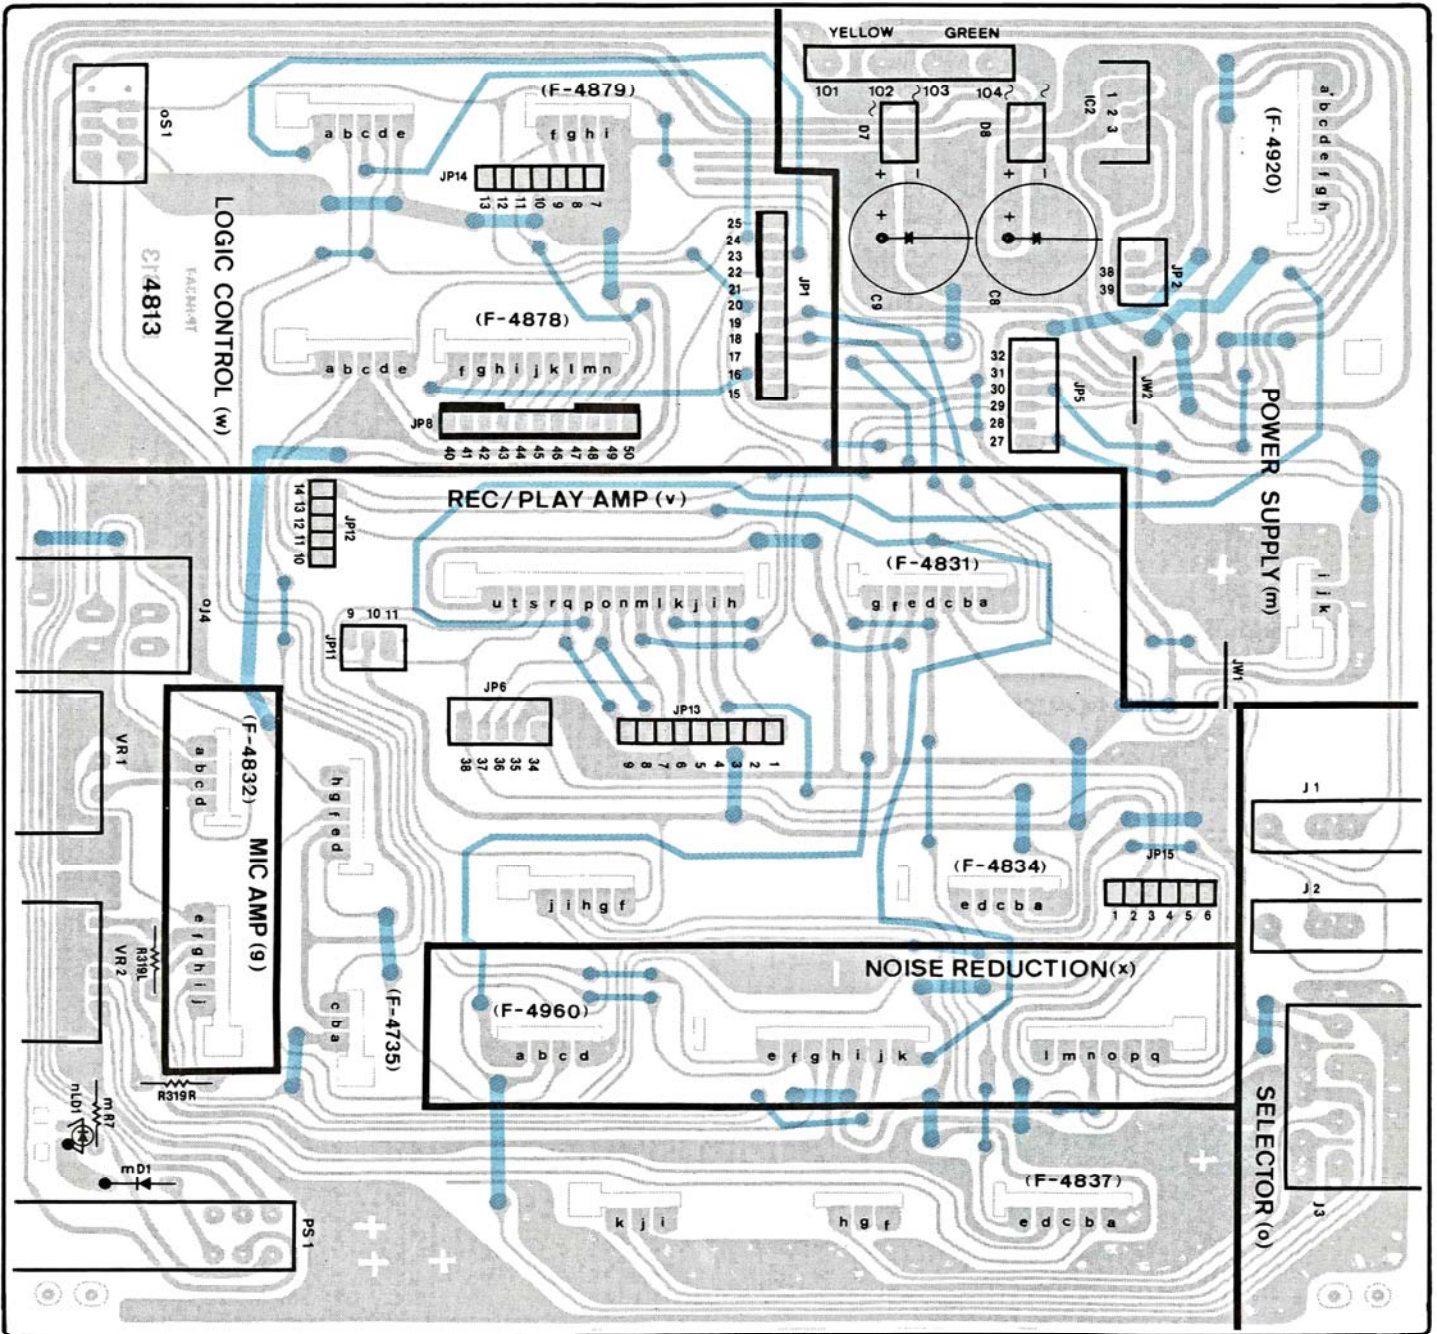 YELLOW GREEN
101 102 103 104
D7
D8
+ -
+ -
IC2
1 2 3
(F-4920)
a' b c d e f g h
oS1
(F-4879)
a b c d e
f g h i
JP14
13 12 11 10 9 8 7
LOGIC CONTROL (w)
4813
25
24
23
22
21
20
19
18
17
16
15
JP1
+
C9
+
C8
JP2
38
39
(F-4878)
a b c d e
f g h i j k l m n
JP8
40 41 42 43 44 45 46 47 48 49 50
32
31
30
29
28
27
JP5
JW2
POWER SUPPLY(m)
REC/PLAY AMP (v)
14 13 12 11 10
JP12
(F-4831)
u t s r q p o n m l k j i h
g f e d c b a
i j k
oJ4
9 10 11
JP11
JW1
JP6
38 37 36 35 34
JP13
9 8 7 6 5 4 3 2 1
VR1
(F-4832)
a b c d
MIC AMP (g)
e f g h i j
h g f e d
J1
J2
JP15
1 2 3 4 5 6
(F-4834)
j i h g f
e d c b a
VR2
R319L
c b a
(F-4735)
NOISE REDUCTION(x)
(F-4960)
a b c d
e f g h i j k
l m n o p q
R319R
nLD1
mR7
mD1
PS1
(F-4837)
k j i
h g f
e d c b a
SELECTOR (o)
J3